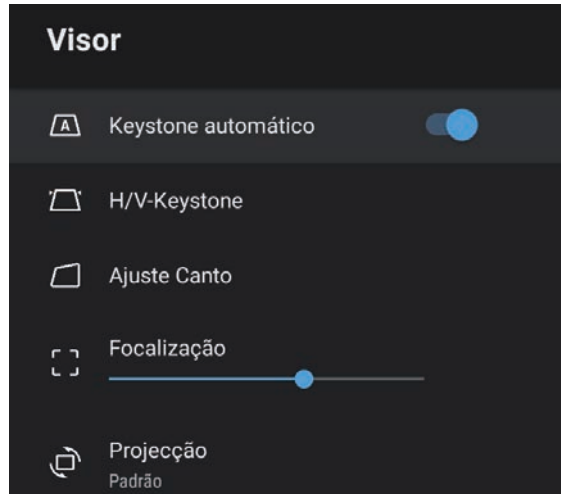 Visor
A
Keystone automático
H/V-Keystone
Ajuste Canto
Focalização
Projecção
Padrão